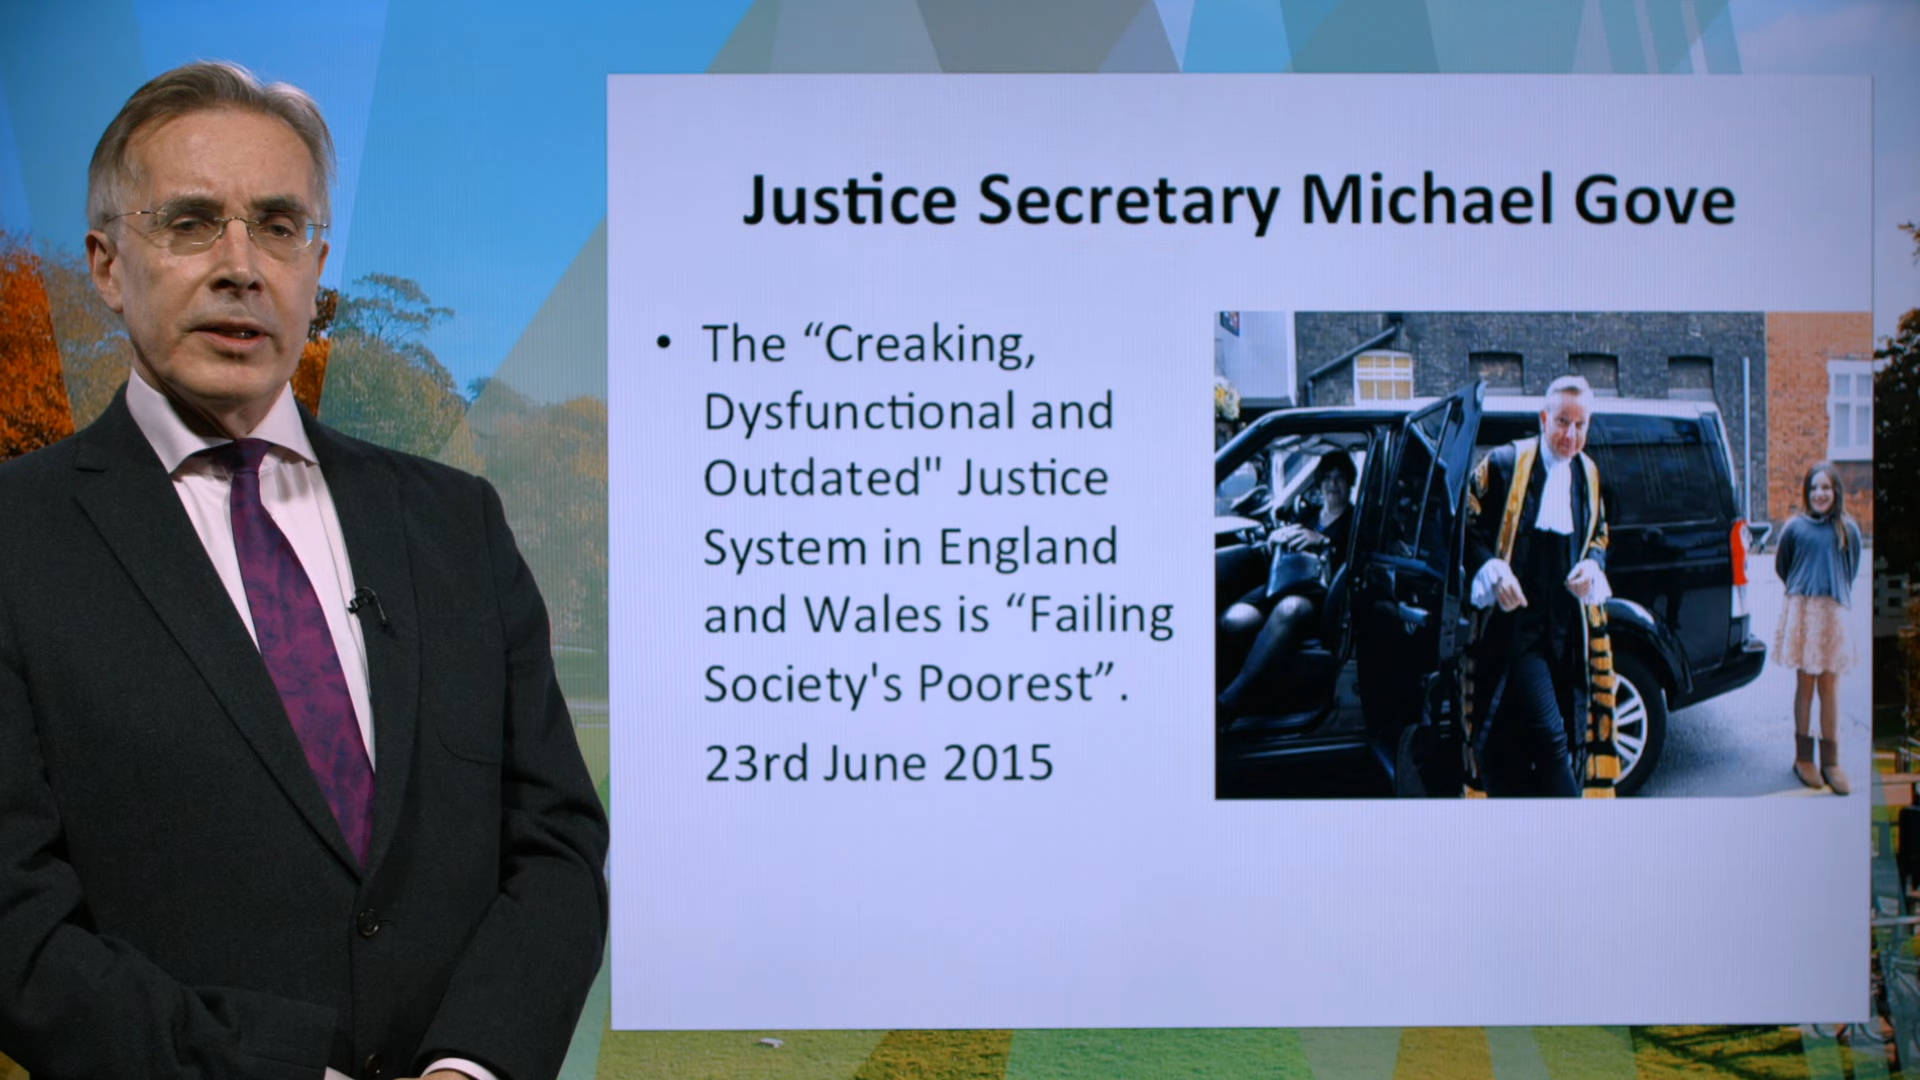 Justice Secretary Michael Gove
• The “Creaking,
Dysfunctional and
Outdated" Justice
System in England
and Wales is “Failing
Society's Poorest”.
23rd June 2015